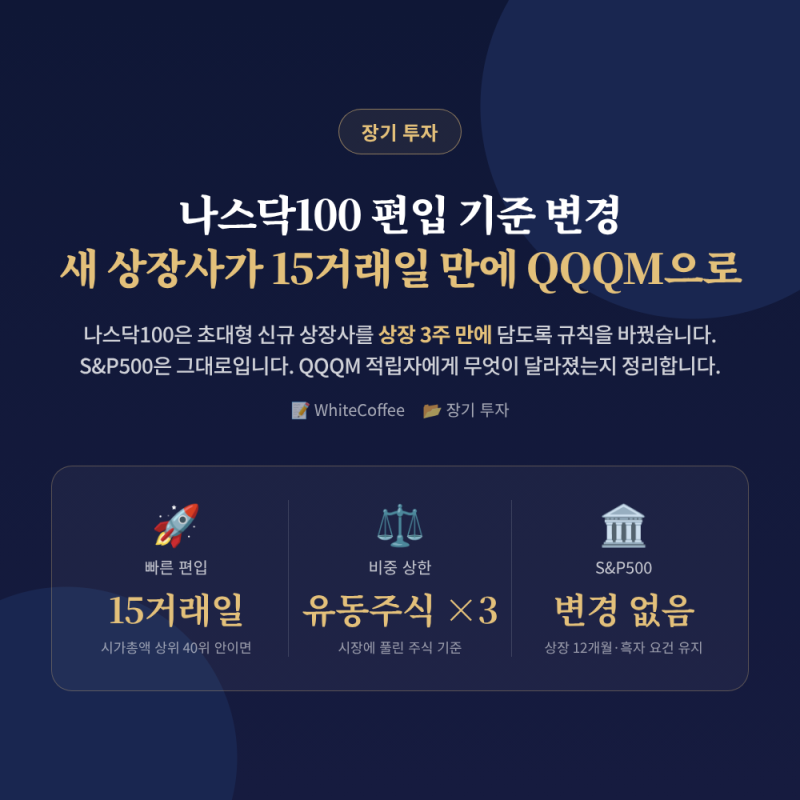 장기 투자
나스닥100 편입 기준 변경
새 상장사가 15거래일 만에 QQQM으로
나스닥100은 초대형 신규 상장사를 상장 3주 만에 담도록 규칙을 바꿨습니다.
S&P500은 그대로입니다. QQQM 적립자에게 무엇이 달라졌는지 정리합니다.
WhiteCoffee 장기 투자
빠른 편입
15거래일
시가총액 상위 40위 안이면
비중 상한
유동주식 ×3
시장에 풀린 주식 기준
S&P500
변경 없음
상장 12개월·흑자 요건 유지